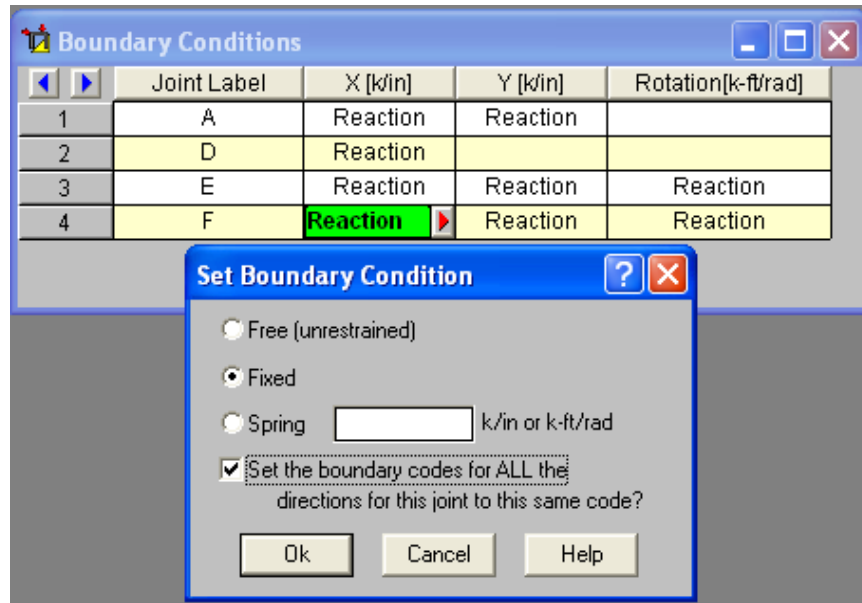 Boundary Conditions
Joint Label X [k/in] Y [k/in] Rotation[k-ft/rad]
1 A Reaction Reaction
2 D Reaction
3 E Reaction Reaction Reaction
4 F Reaction Reaction Reaction
Set Boundary Condition
Free (unrestrained)
Fixed
Spring k/in or k-ft/rad
Set the boundary codes for ALL the
directions for this joint to this same code?
Ok Cancel Help